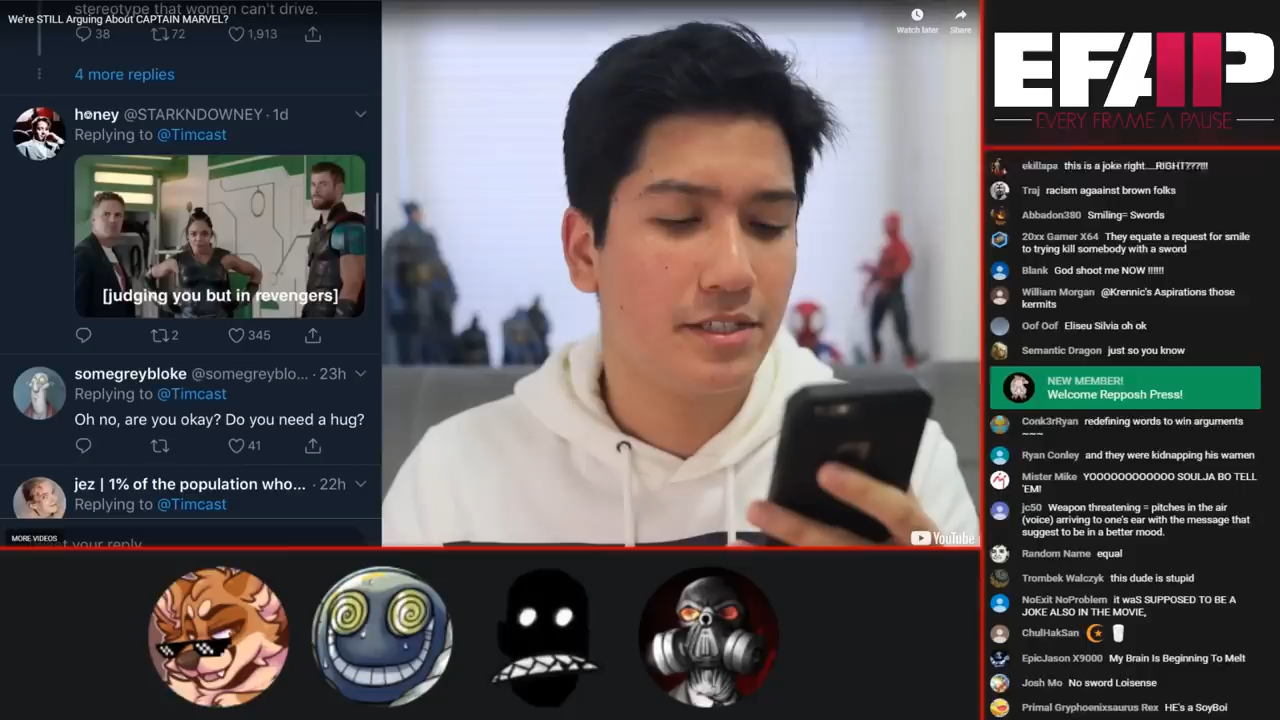 stereotype that women can't drive.
We're STILL Arguing About CAPTAIN MARVEL?
38 72 1,913
4 more replies
Watch later
Share
honey @STARKNDOWNEY · 1d
Replying to @Timcast
[judging you but in revengers]
2 345
somegreybloke @somegreyblo... · 23h
Replying to @Timcast
Oh no, are you okay? Do you need a hug?
41
jez | 1% of the population who... · 22h
Replying to @Timcast
your reply
MORE VIDEOS
YouTube
EFAP
EVERY FRAME A PAUSE
ekillapa this is a joke right....RIGHT???!!!
Traj racism agaainst brown folks
Abbadon380 Smiling= Swords
20xx Gamer X64 They equate a request for smile
to trying kill somebody with a sword
Blank God shoot me NOW !!!!!!
William Morgan @Krennic's Aspirations those
kermits
Oof Oof Eliseu Silvia oh ok
Semantic Dragon just so you know
NEW MEMBER!
Welcome Repposh Press!
Conk3rRyan redefining words to win arguments
~~~
Ryan Conley and they were kidnapping his wamen
Mister Mike YOOOOOOOOOOO SOULJA BO TELL
'EM!
jc50 Weapon threatening = pitches in the air
(voice) arriving to one's ear with the message that
suggest to be in a better mood.
Random Name equal
Trombek Walczyk this dude is stupid
NoExit NoProblem it waS SUPPOSED TO BE A
JOKE ALSO IN THE MOVIE,
ChulHakSan
EpicJason X9000 My Brain Is Beginning To Melt
Josh Mo No sword Loisense
Primal Gryphoenixsaurus Rex HE's a SoyBoi